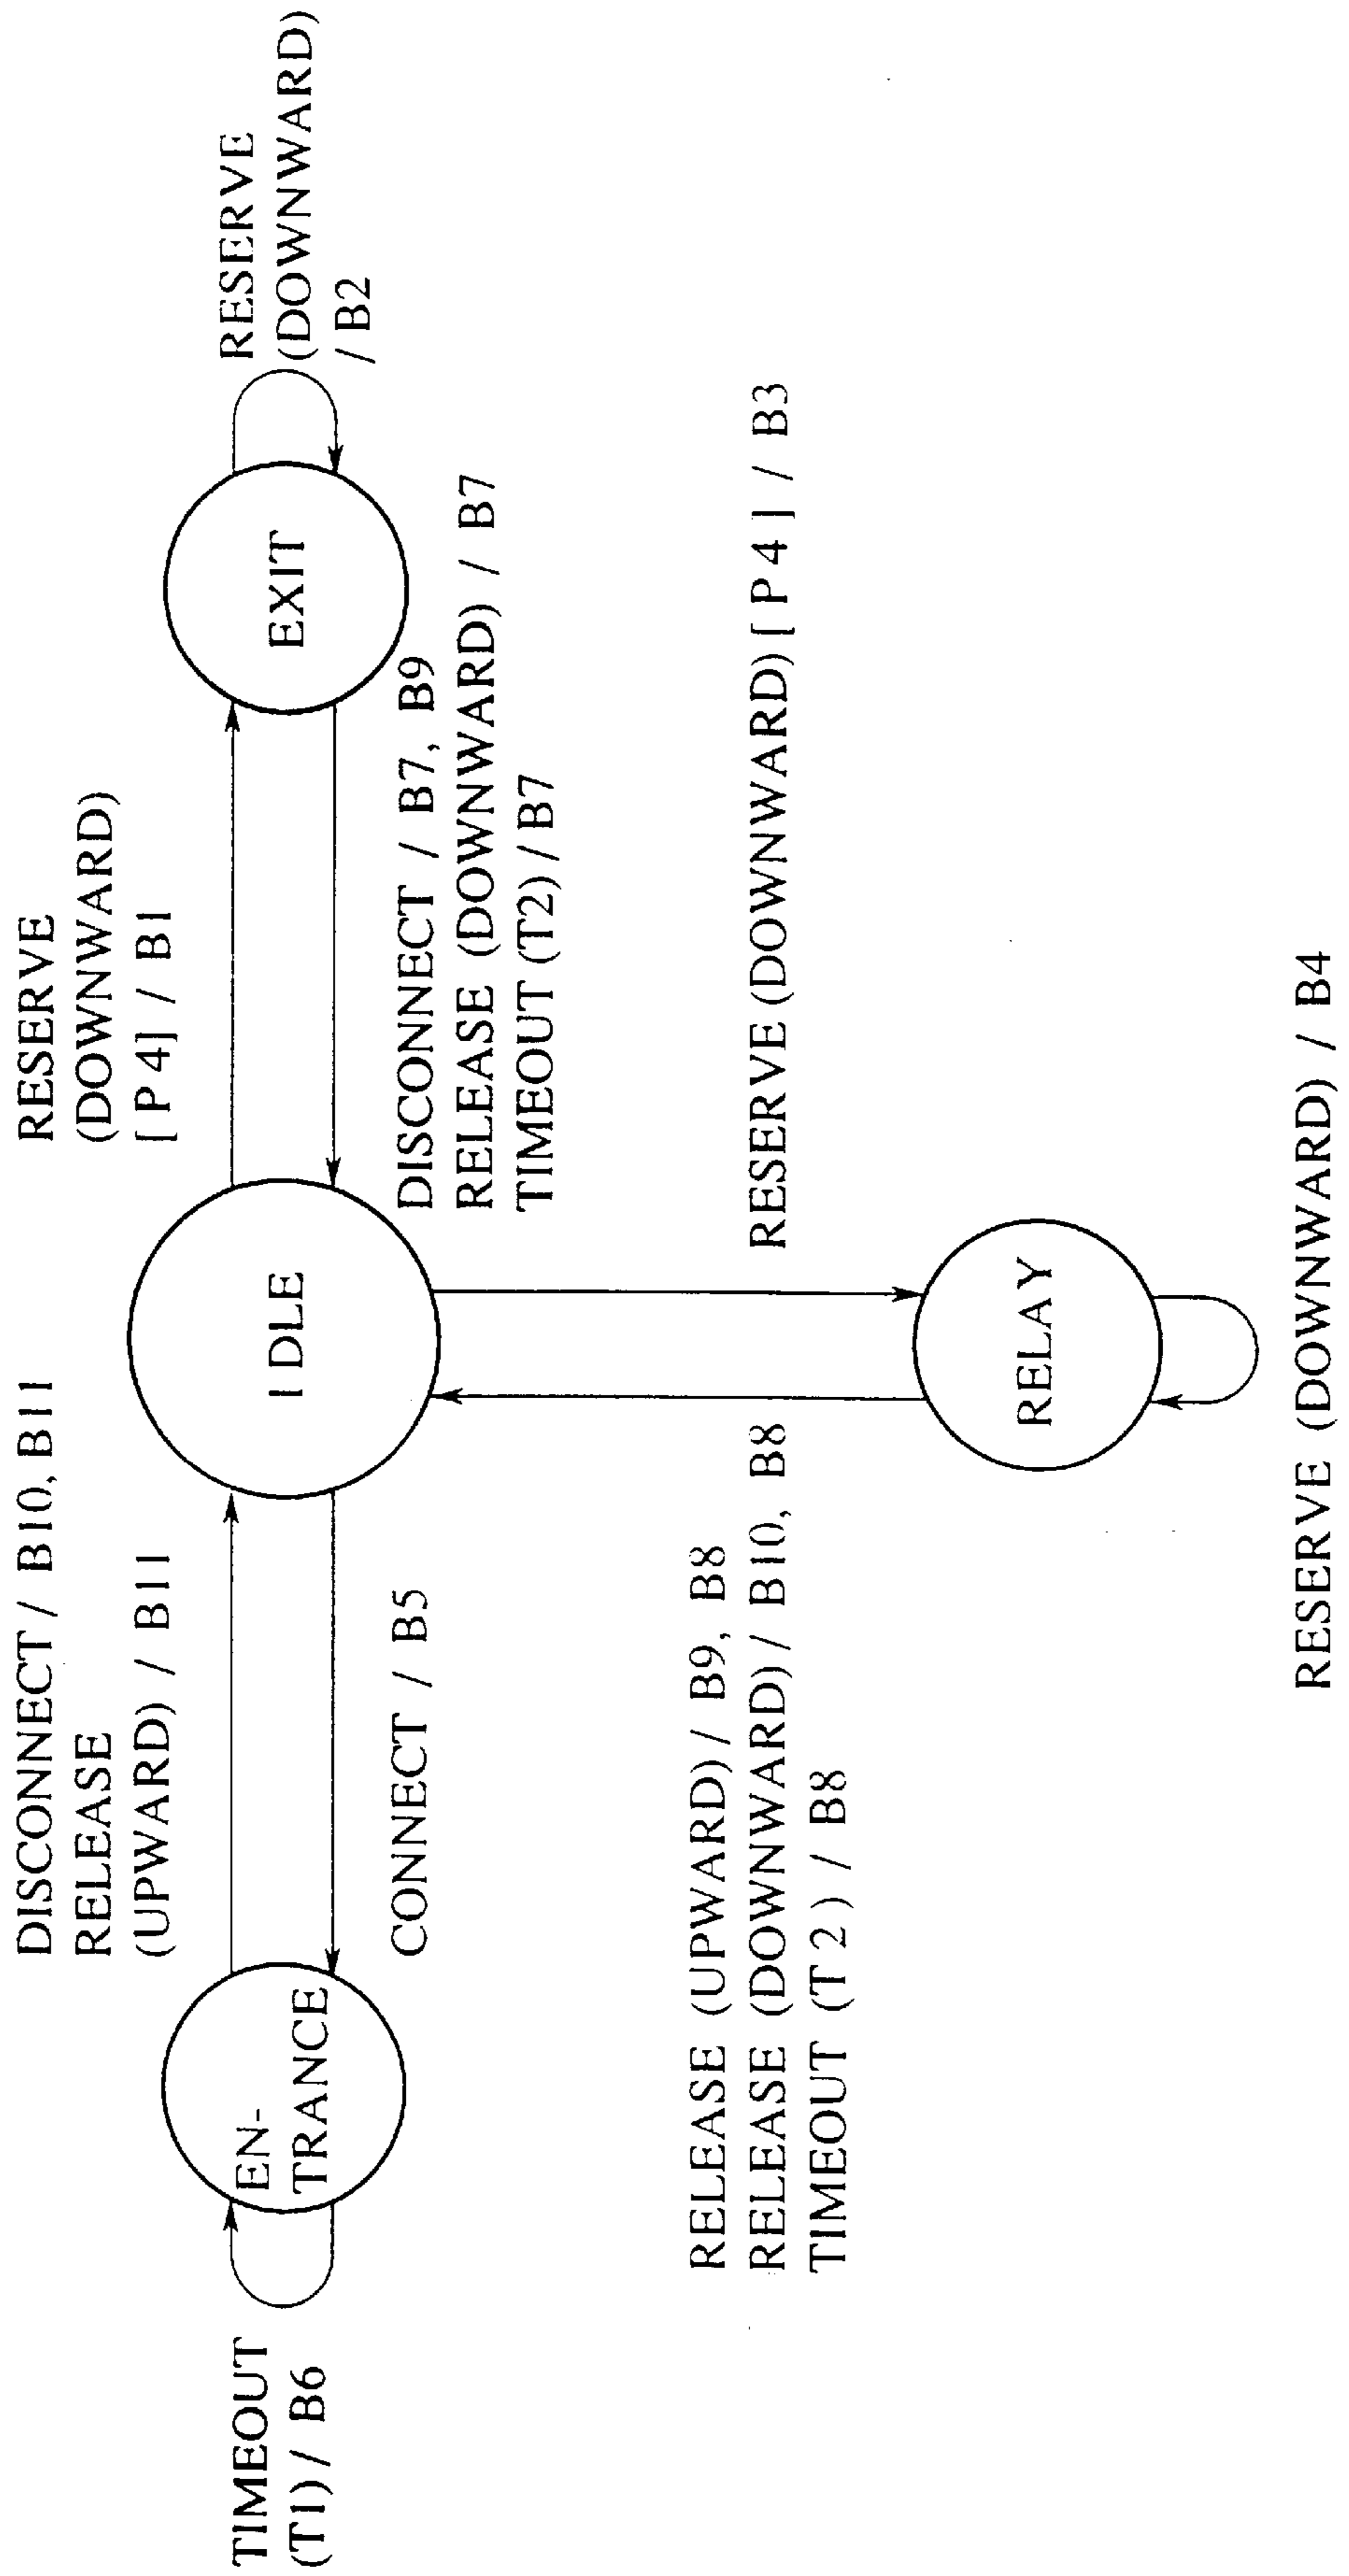 DISCONNECT / B10, B11
RELEASE
(UPWARD) / B11
RESERVE
(DOWNWARD)
[ P 4] / B1
RESERVE
(DOWNWARD)
/ B2
TIMEOUT
(T1) / B6
EN-
TRANCE
IDLE
EXIT
CONNECT / B5
DISCONNECT / B7, B9
RELEASE (DOWNWARD) / B7
TIMEOUT (T2) / B7
RELEASE (UPWARD) / B9, B8
RELEASE (DOWNWARD) / B10, B8
TIMEOUT (T 2 ) / B8
RESERVE (DOWNWARD) [ P 4 ] / B3
RELAY
RESERVE (DOWNWARD) / B4